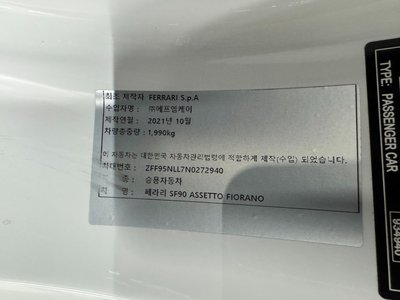 최초 제작자 FERRARI S.p.A
수입자명 : ㈜에프엠케이
제작연월 : 2021년 10월
차량총중량 : 1,990kg
이 자동차는 대한민국 자동차관리법령에 적합하게 제작(수입) 되었습니다.
차대번호 : ZFF95NLL7N0272940
종 : 승용자동차
명 : 페라리 SF90 ASSETTO FIORANO
TYPE: PASSENGER CAR
934940